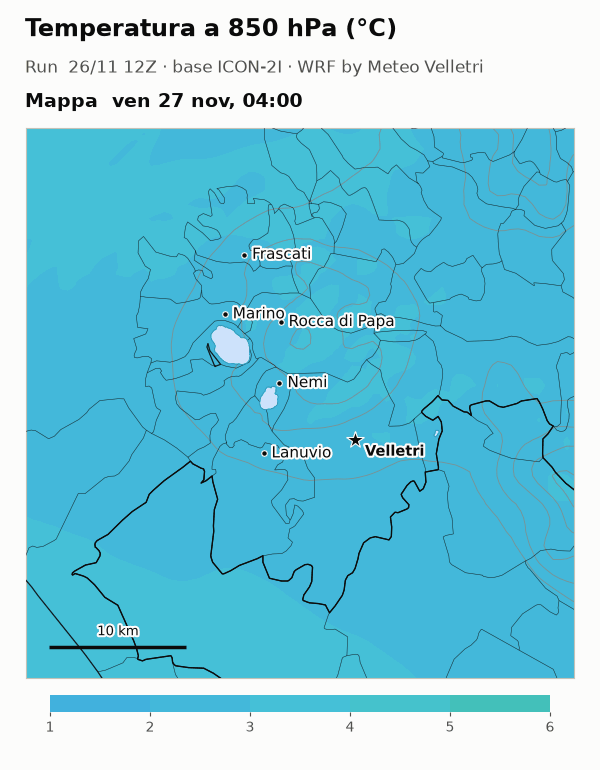 Temperatura a 850 hPa (°C)
Run  26/11 12Z · base ICON-2I · WRF by Meteo Velletri
Mappa  ven 27 nov, 04:00
Frascati
Marino
Rocca di Papa
Nemi
Velletri
Lanuvio
10 km
1 2 3 4 5 6